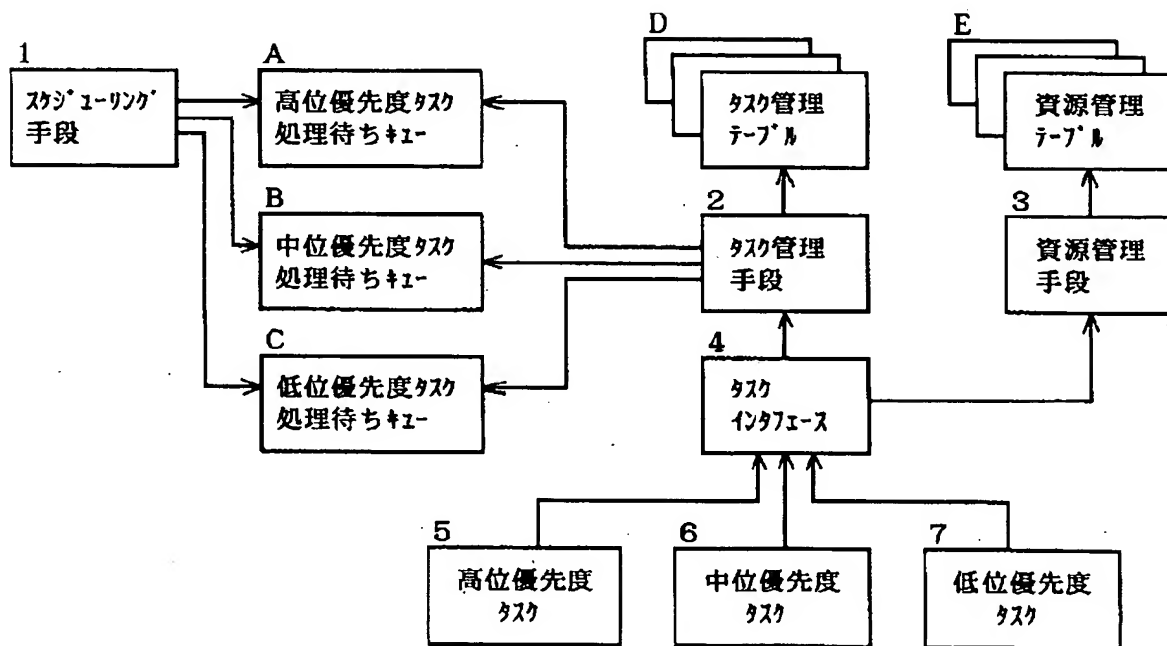 1
スケジューリング
手段
A
高位優先度タスク
処理待ちキュー
B
中位優先度タスク
処理待ちキュー
C
低位優先度タスク
処理待ちキュー
D
タスク管理
テーブル
E
資源管理
テーブル
2
タスク管理
手段
3
資源管理
手段
4
タスク
インタフェース
5
高位優先度
タスク
6
中位優先度
タスク
7
低位優先度
タスク